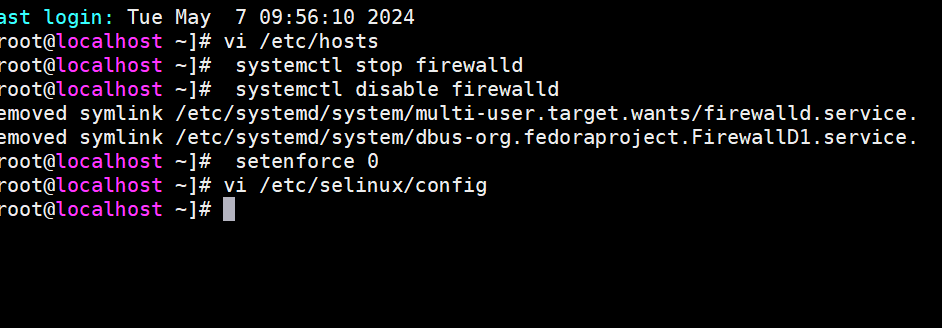 ast login: Tue May  7 09:56:10 2024
root@localhost ~]# vi /etc/hosts
root@localhost ~]#  systemctl stop firewalld
root@localhost ~]#  systemctl disable firewalld
emoved symlink /etc/systemd/system/multi-user.target.wants/firewalld.service.
emoved symlink /etc/systemd/system/dbus-org.fedoraproject.FirewallD1.service.
root@localhost ~]#  setenforce 0
root@localhost ~]# vi /etc/selinux/config
root@localhost ~]#